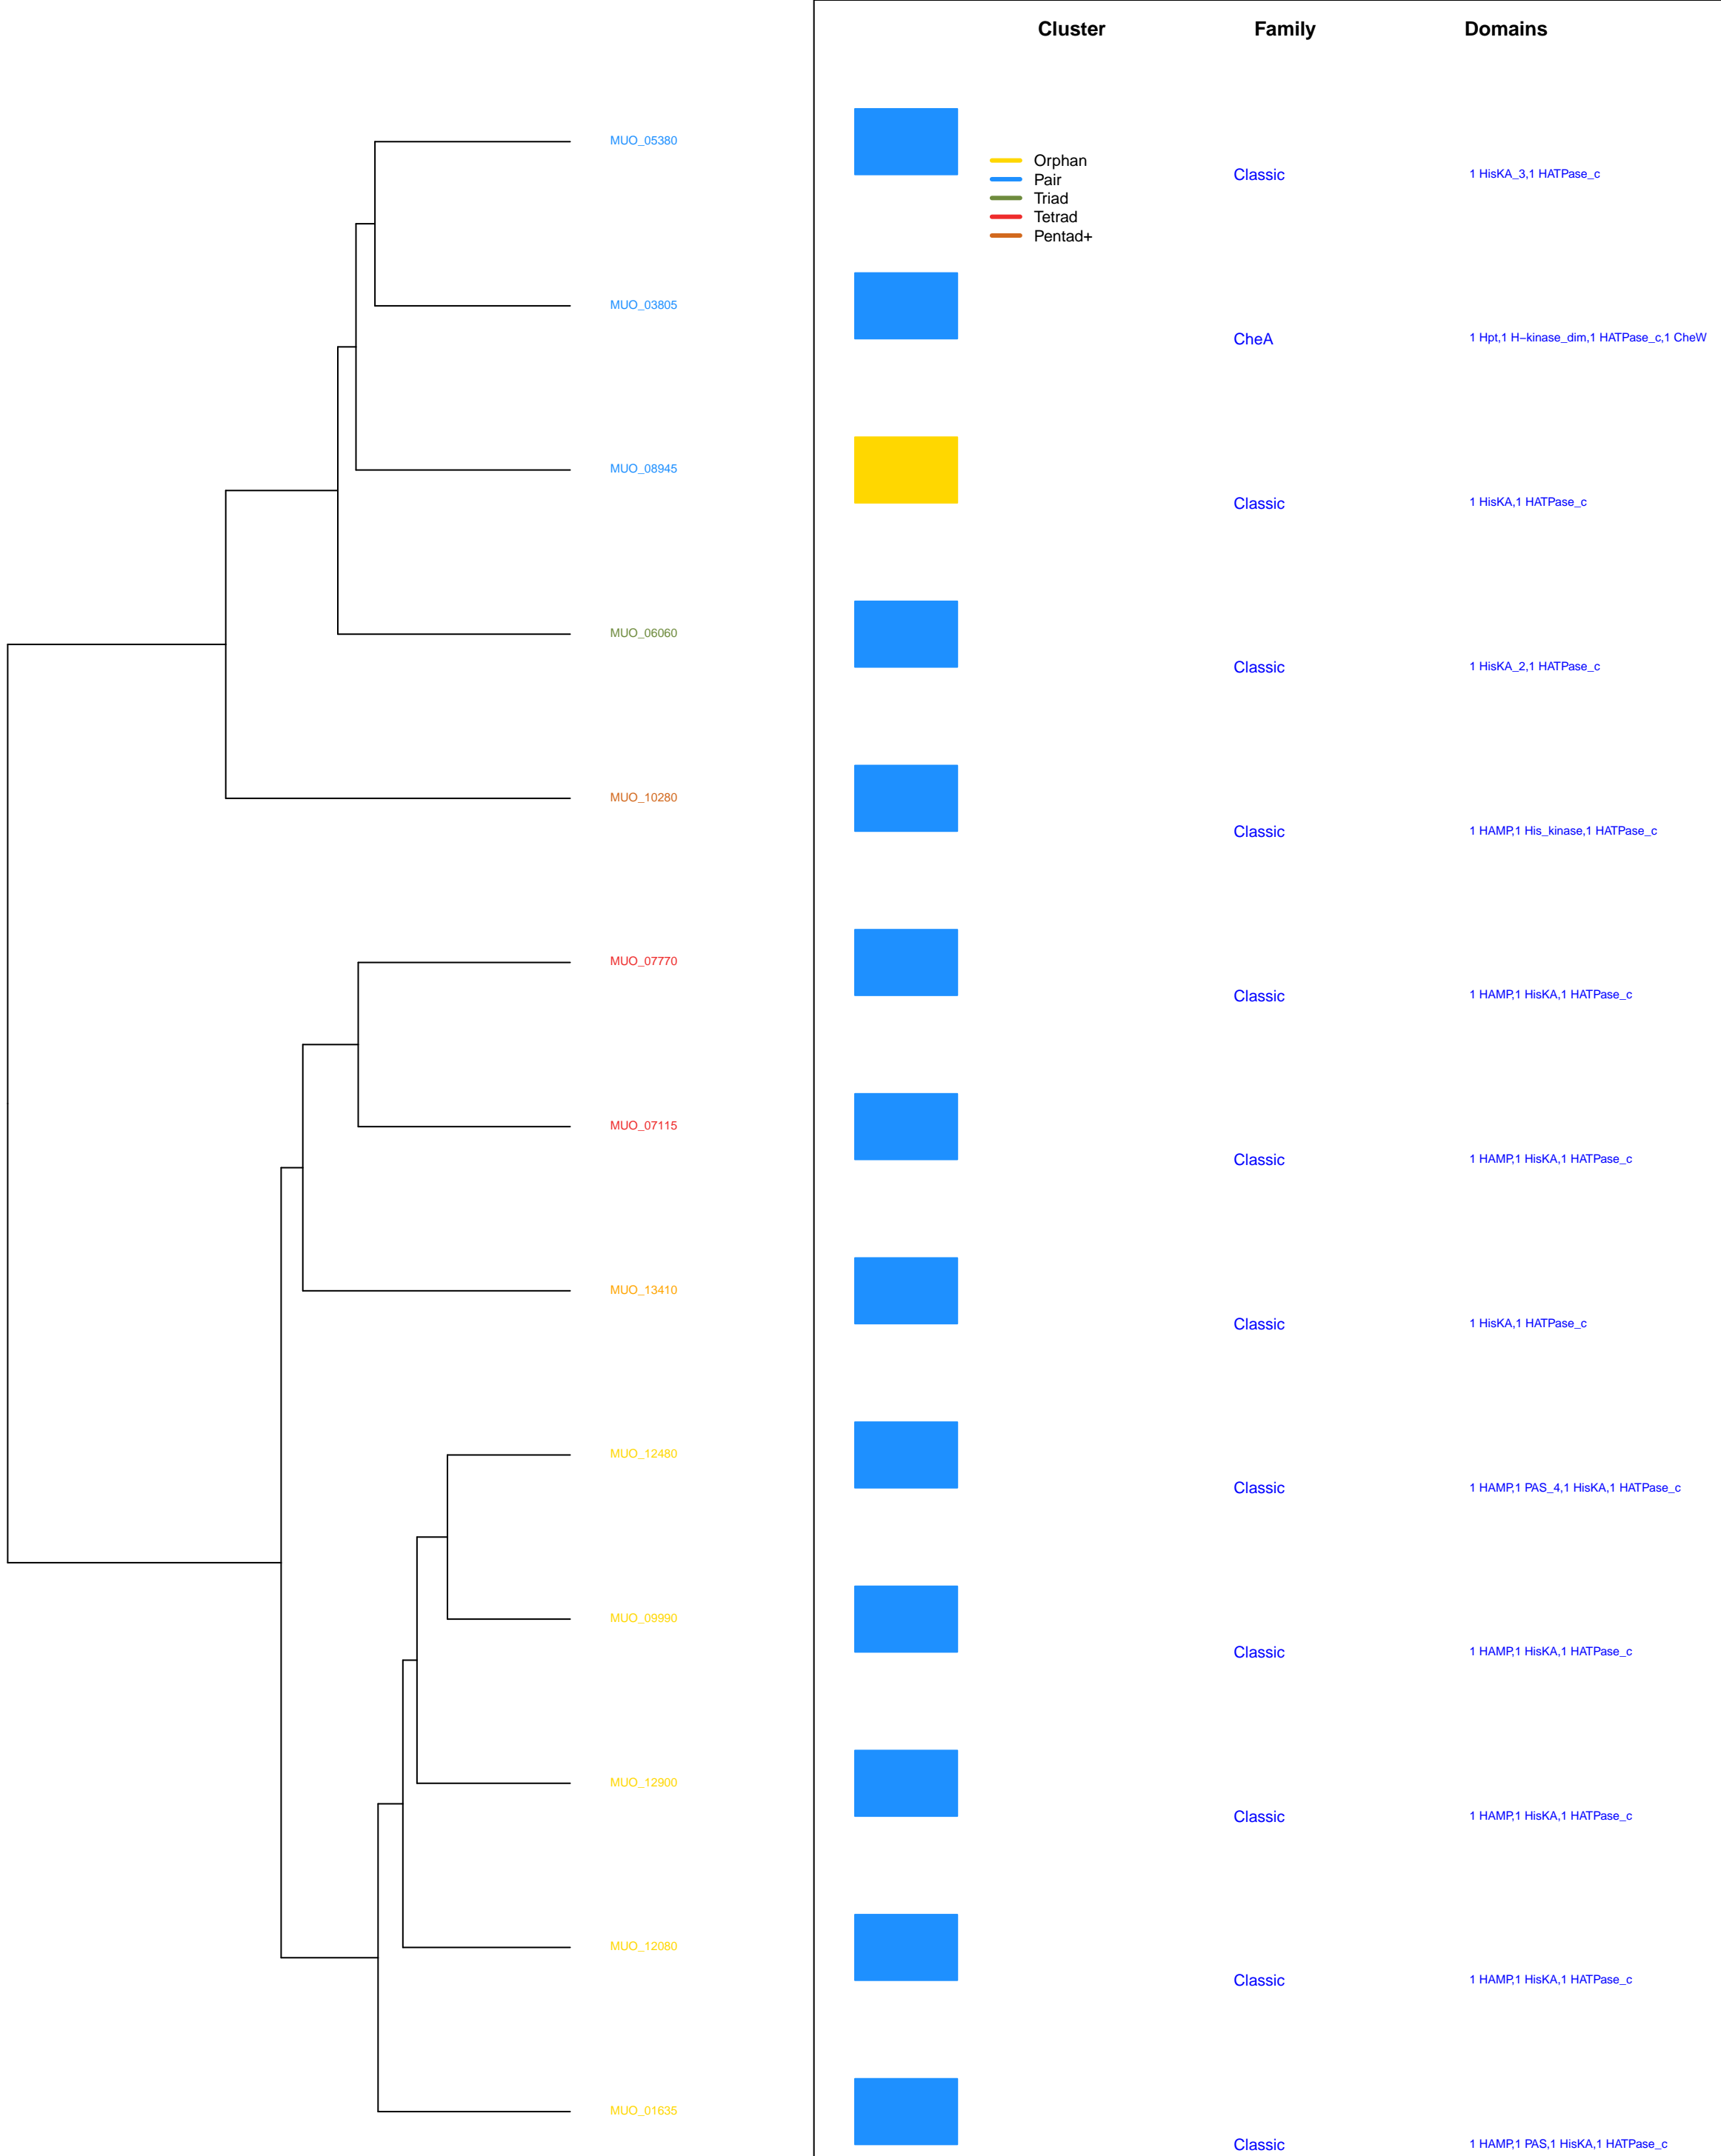 Cluster Family Domains
MUO_05380
Orphan
Pair
Triad
Tetrad
Pentad+
Classic 1 HisKA_3,1 HATPase_c
MUO_03805
CheA 1 Hpt,1 H−kinase_dim,1 HATPase_c,1 CheW
MUO_08945
Classic 1 HisKA,1 HATPase_c
MUO_06060
Classic 1 HisKA_2,1 HATPase_c
MUO_10280
Classic 1 HAMP,1 His_kinase,1 HATPase_c
MUO_07770
Classic 1 HAMP,1 HisKA,1 HATPase_c
MUO_07115
Classic 1 HAMP,1 HisKA,1 HATPase_c
MUO_13410
Classic 1 HisKA,1 HATPase_c
MUO_12480
Classic 1 HAMP,1 PAS_4,1 HisKA,1 HATPase_c
MUO_09990
Classic 1 HAMP,1 HisKA,1 HATPase_c
MUO_12900
Classic 1 HAMP,1 HisKA,1 HATPase_c
MUO_12080
Classic 1 HAMP,1 HisKA,1 HATPase_c
MUO_01635
Classic 1 HAMP,1 PAS,1 HisKA,1 HATPase_c